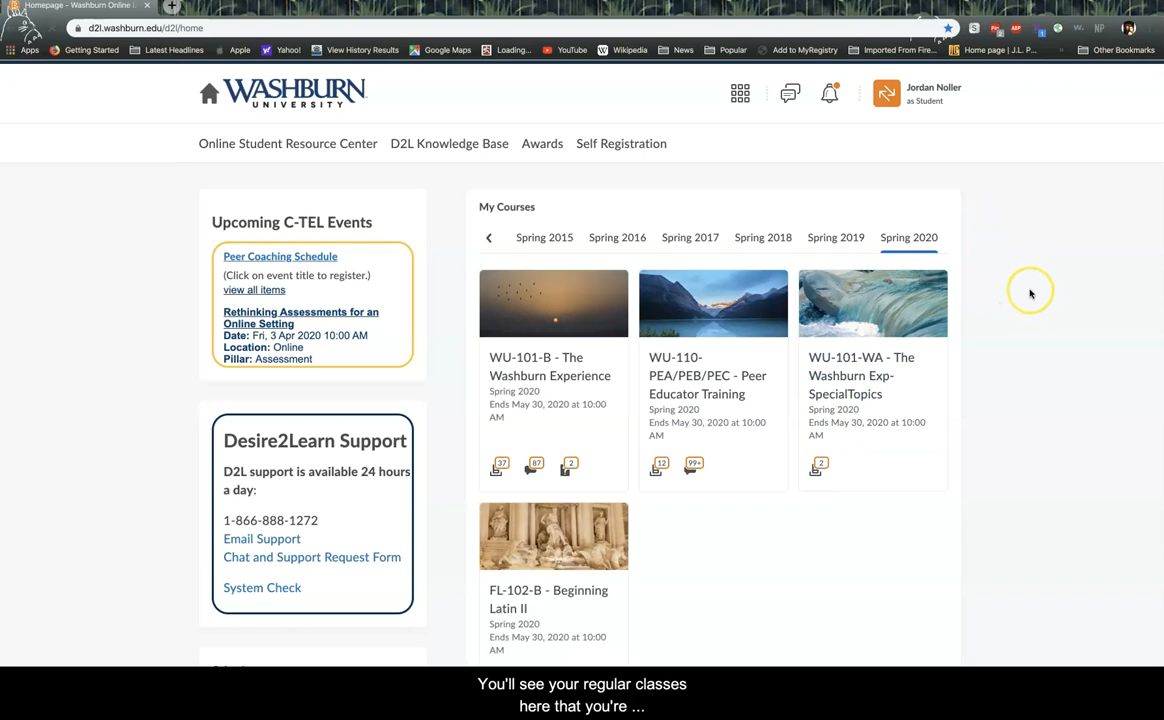 Homepage - Washburn Online L
d2l.washburn.edu/d2l/home
Apps Getting Started Latest Headlines Apple Yahoo! View History Results Google Maps Loading... YouTube Wikipedia News Popular Add to MyRegistry Imported From Fire... Home page | J.L. P... » Other Bookmarks
WASHBURN
UNIVERSITY
Jordan Noller
as Student
Online Student Resource Center D2L Knowledge Base Awards Self Registration
Upcoming C-TEL Events
Peer Coaching Schedule
(Click on event title to register.)
view all items
Rethinking Assessments for an
Online Setting
Date: Fri, 3 Apr 2020 10:00 AM
Location: Online
Pillar: Assessment
Desire2Learn Support
D2L support is available 24 hours
a day:
1-866-888-1272
Email Support
Chat and Support Request Form
System Check
My Courses
Spring 2015 Spring 2016 Spring 2017 Spring 2018 Spring 2019 Spring 2020
WU-101-B - The
Washburn Experience
Spring 2020
Ends May 30, 2020 at 10:00
AM
37 87 2
WU-110-
PEA/PEB/PEC - Peer
Educator Training
Spring 2020
Ends May 30, 2020 at 10:00
AM
12 99+
WU-101-WA - The
Washburn Exp-
SpecialTopics
Spring 2020
Ends May 30, 2020 at 10:00
AM
2
FL-102-B - Beginning
Latin II
Spring 2020
Ends May 30, 2020 at 10:00
AM
You'll see your regular classes
here that you're ...